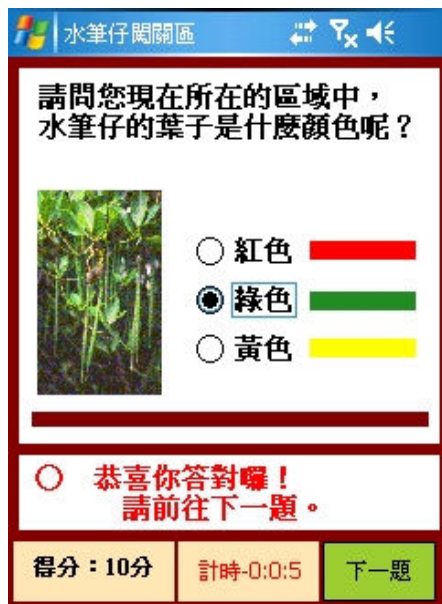 水筆仔闖關區
請問您現在所在的區域中，
水筆仔的葉子是什麼顏色呢？
紅色
綠色
黃色
○ 恭喜你答對囉！
請前往下一題。
得分：10分
計時-0:0:5
下一題